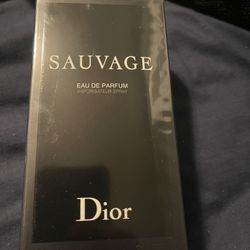 SAUVAGE
EAU DE PARFUM
VAPORISATEUR SPRAY
Dior